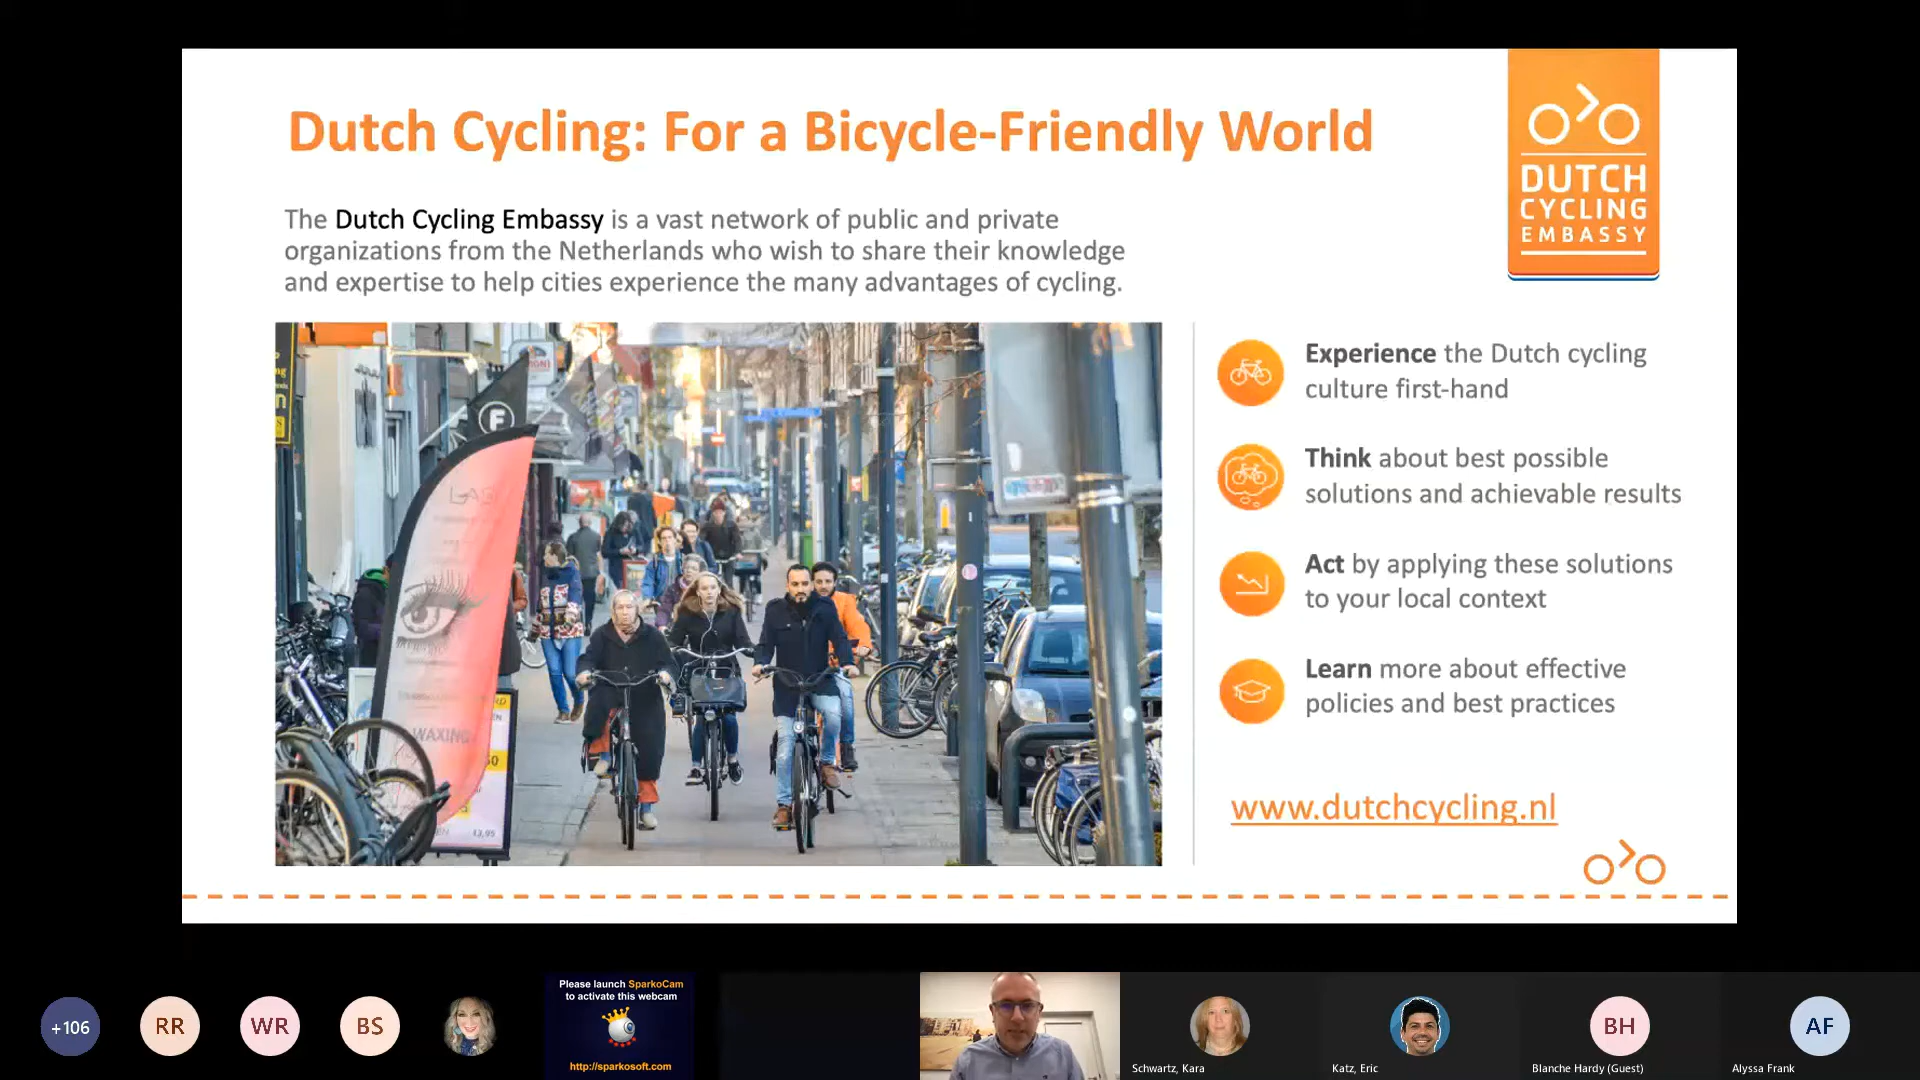 Dutch Cycling: For a Bicycle-Friendly World
DUTCH
CYCLING
EMBASSY
The Dutch Cycling Embassy is a vast network of public and private
organizations from the Netherlands who wish to share their knowledge
and expertise to help cities experience the many advantages of cycling.
F
WAXING
Experience the Dutch cycling
culture first-hand
Think about best possible
solutions and achievable results
Act by applying these solutions
to your local context
Learn more about effective
policies and best practices
www.dutchcycling.nl
+106
RR
WR
BS
Please launch SparkoCam
to activate this webcam
http://sparkosoft.com
Schwartz, Kara
Katz, Eric
BH
Blanche Hardy (Guest)
AF
Alyssa Frank